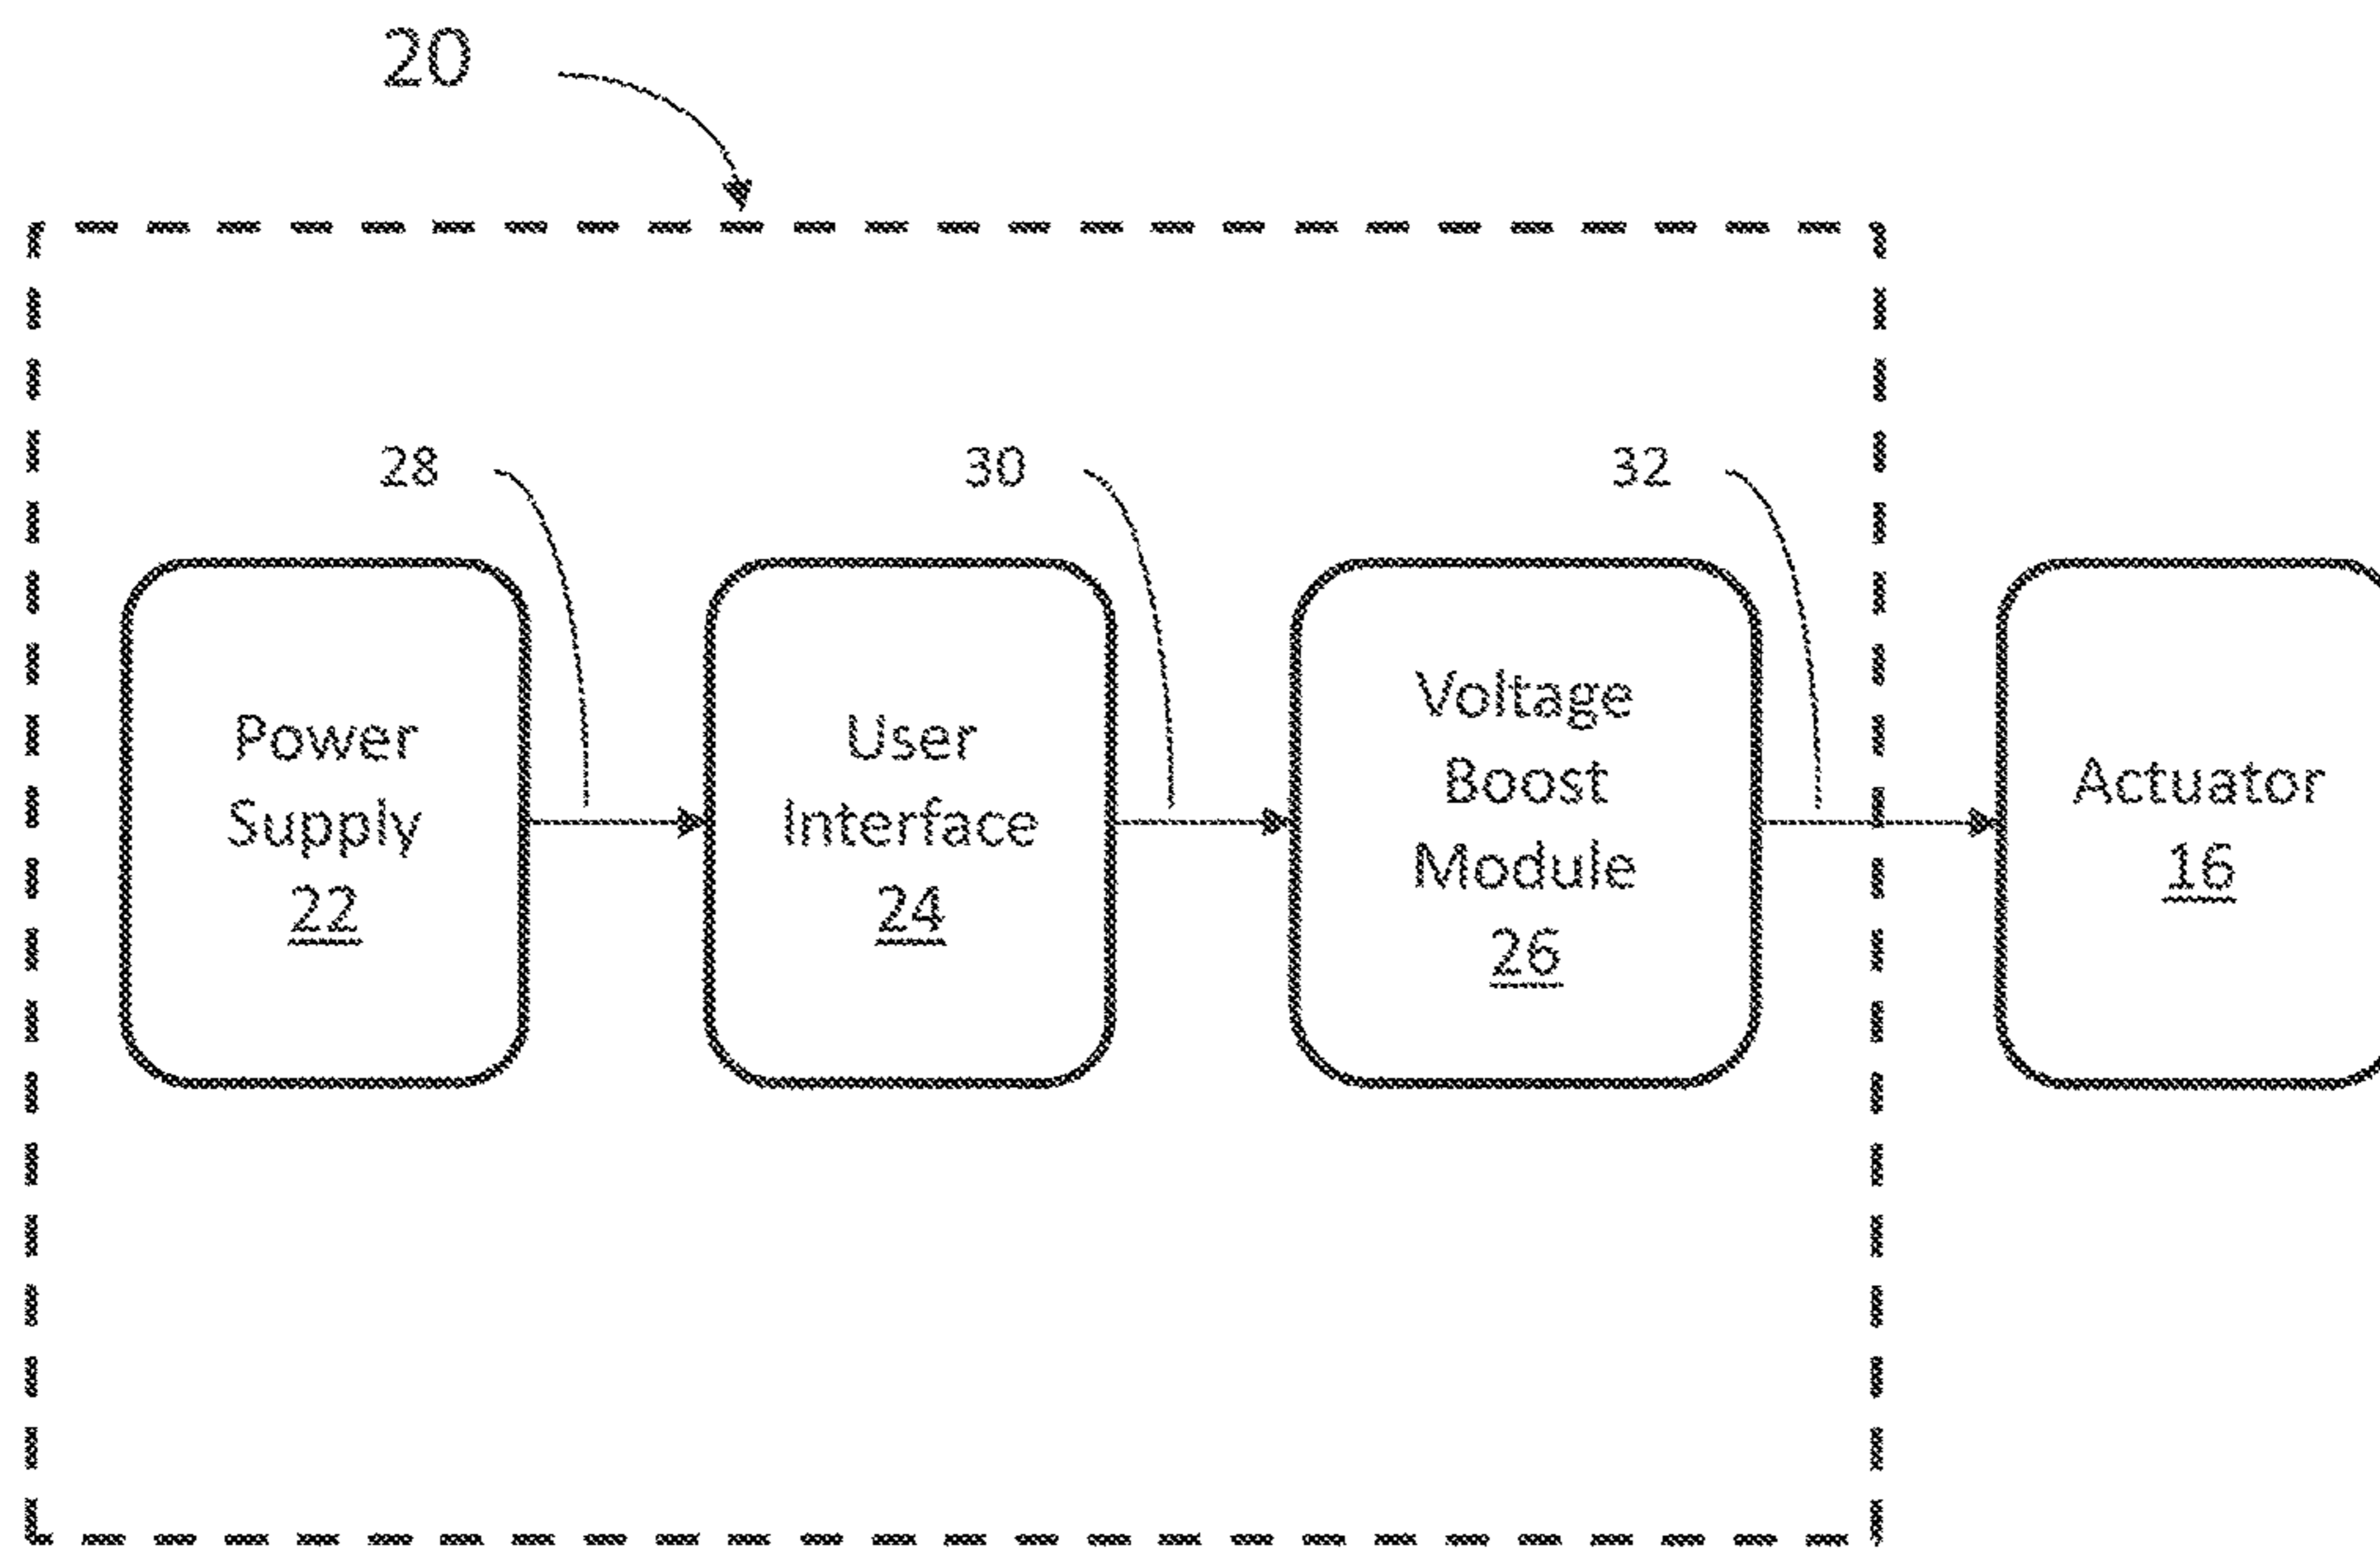 20
28
30
32
Power
Supply
22
User
Interface
24
Voltage
Boost
Module
26
Actuator
16